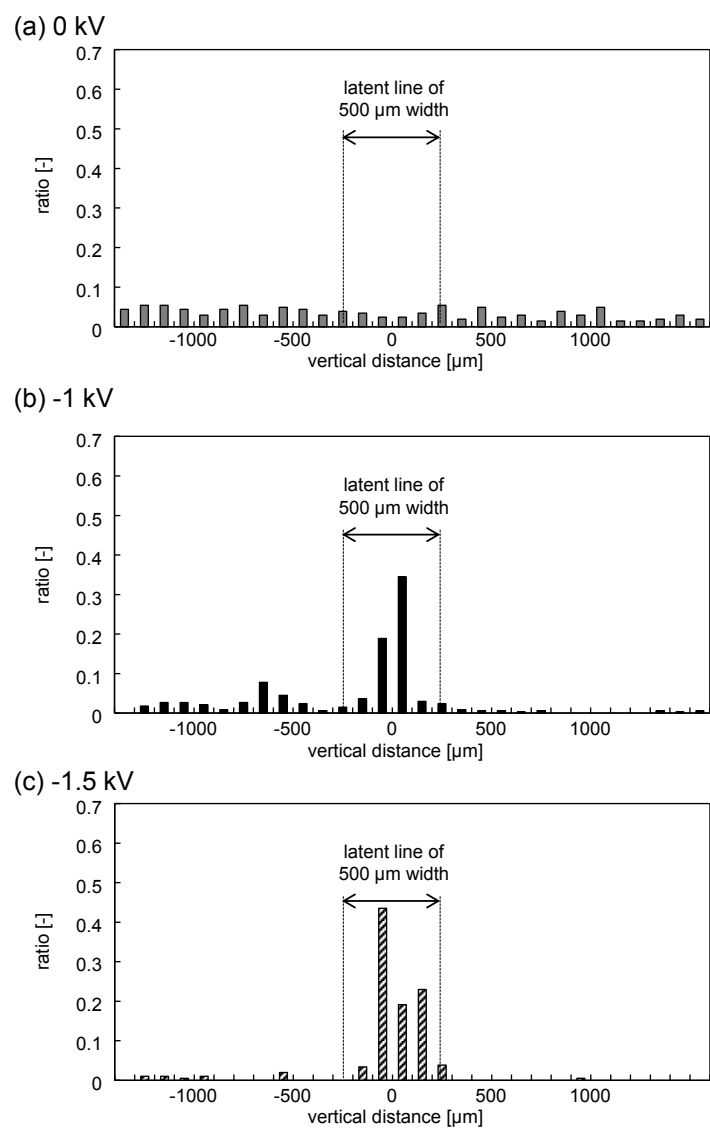 (a) 0 kV
0.7
0.6
0.5
0.4
0.3
0.2
0.1
0
ratio [-]
latent line of
500 µm width
-1000 -500 0 500 1000
vertical distance [µm]
(b) -1 kV
0.7
0.6
0.5
0.4
0.3
0.2
0.1
0
ratio [-]
latent line of
500 µm width
-1000 -500 0 500 1000
vertical distance [µm]
(c) -1.5 kV
0.7
0.6
0.5
0.4
0.3
0.2
0.1
0
ratio [-]
latent line of
500 µm width
-1000 -500 0 500 1000
vertical distance [µm]